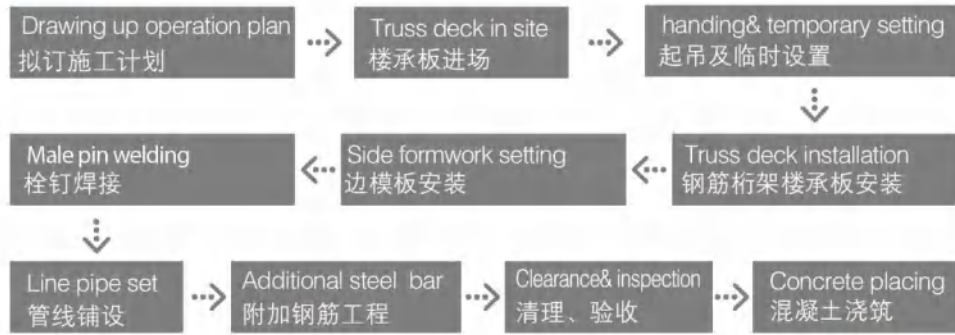 Drawing up operation plan
拟订施工计划
Truss deck in site
楼承板进场
handing& temporary setting
起吊及临时设置
Truss deck installation
钢筋桁架楼承板安装
Side formwork setting
边模板安装
Male pin welding
栓钉焊接
Line pipe set
管线铺设
Additional steel bar
附加钢筋工程
Clearance& inspection
清理、验收
Concrete placing
混凝土浇筑